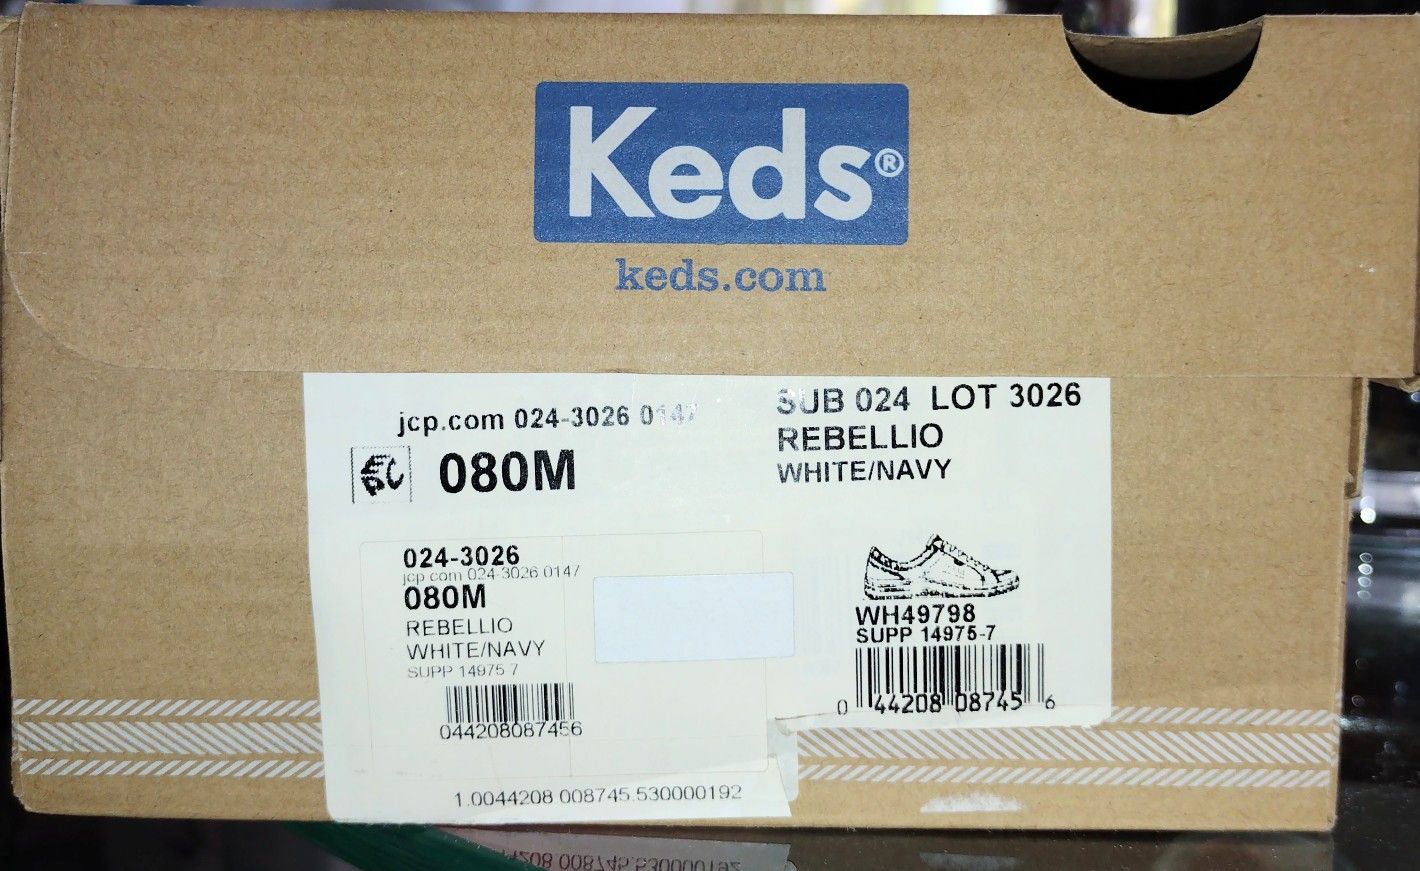 Keds®
keds.com
jcp.com 024-3026 0147
080M
SUB 024 LOT 3026
REBELLIO
WHITE/NAVY
024-3026
jcp com 024-3026 0147
080M
REBELLIO
WHITE/NAVY
SUPP 14975 7
044208087456
WH49798
SUPP 14975-7
0 44208 08745 6
1.0044208 008745.530000192